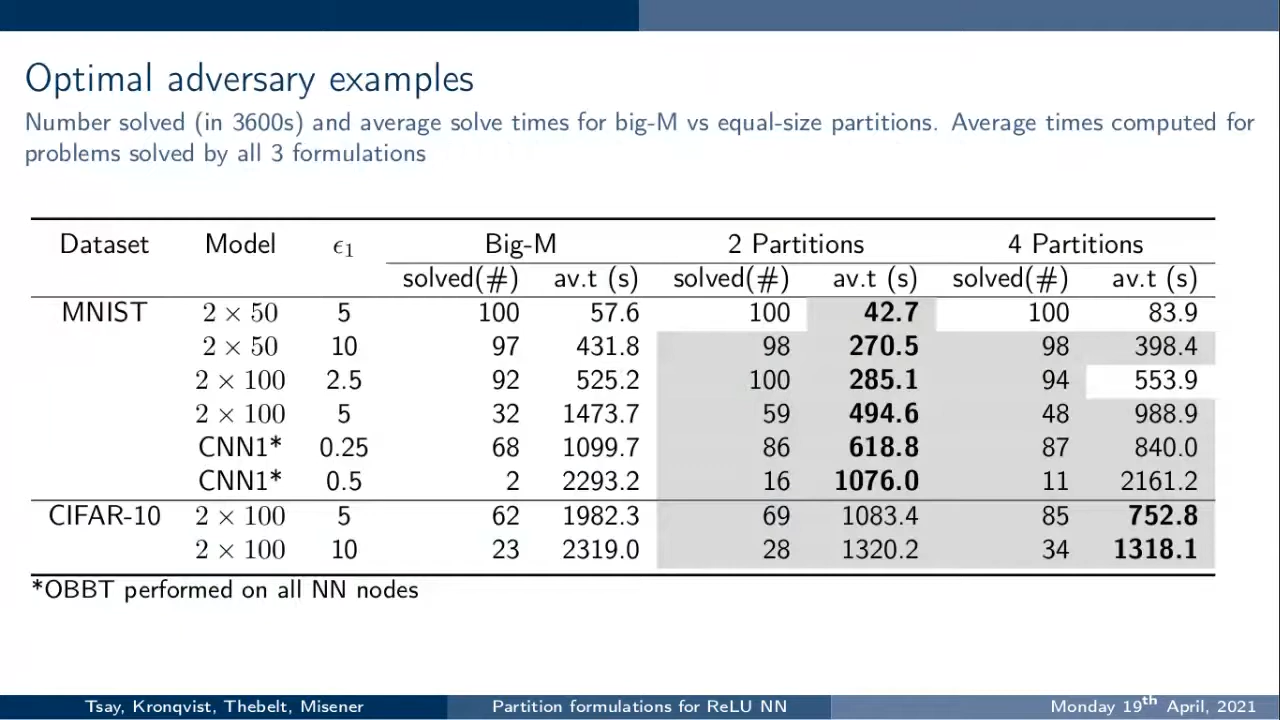 Optimal adversary examples
Number solved (in 3600s) and average solve times for big-M vs equal-size partitions. Average times computed for
problems solved by all 3 formulations
Dataset Model ϵ₁ Big-M 2 Partitions 4 Partitions
solved(#) av.t (s) solved(#) av.t (s) solved(#) av.t (s)
MNIST 2 × 50 5 100 57.6 100 42.7 100 83.9
2 × 50 10 97 431.8 98 270.5 98 398.4
2 × 100 2.5 92 525.2 100 285.1 94 553.9
2 × 100 5 32 1473.7 59 494.6 48 988.9
CNN1* 0.25 68 1099.7 86 618.8 87 840.0
CNN1* 0.5 2 2293.2 16 1076.0 11 2161.2
CIFAR-10 2 × 100 5 62 1982.3 69 1083.4 85 752.8
2 × 100 10 23 2319.0 28 1320.2 34 1318.1
*OBBT performed on all NN nodes
Tsay, Kronqvist, Thebelt, Misener Partition formulations for ReLU NN Monday 19th April, 2021